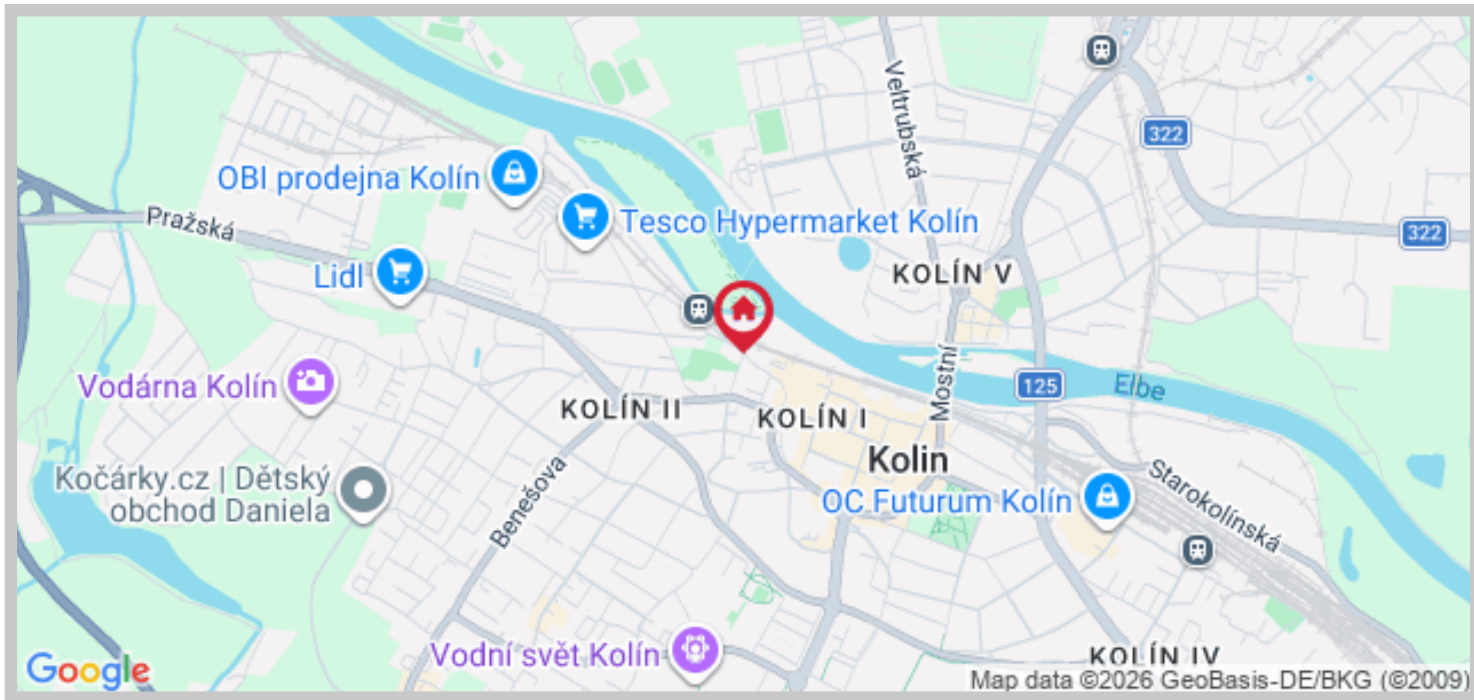 Veltrubská
322
OBI prodejna Kolín
Pražská
Tesco Hypermarket Kolín
322
Lidl
KOLÍN V
Vodárna Kolín
Mostní
125
Elbe
KOLÍN II
KOLÍN I
Kolin
Kočárky.cz | Dětský
obchod Daniela
Benešova
OC Futurum Kolín
Starokolínská
Vodní svět Kolín
KOLÍN IV
Google
Map data ©2026 GeoBasis-DE/BKG (©2009)